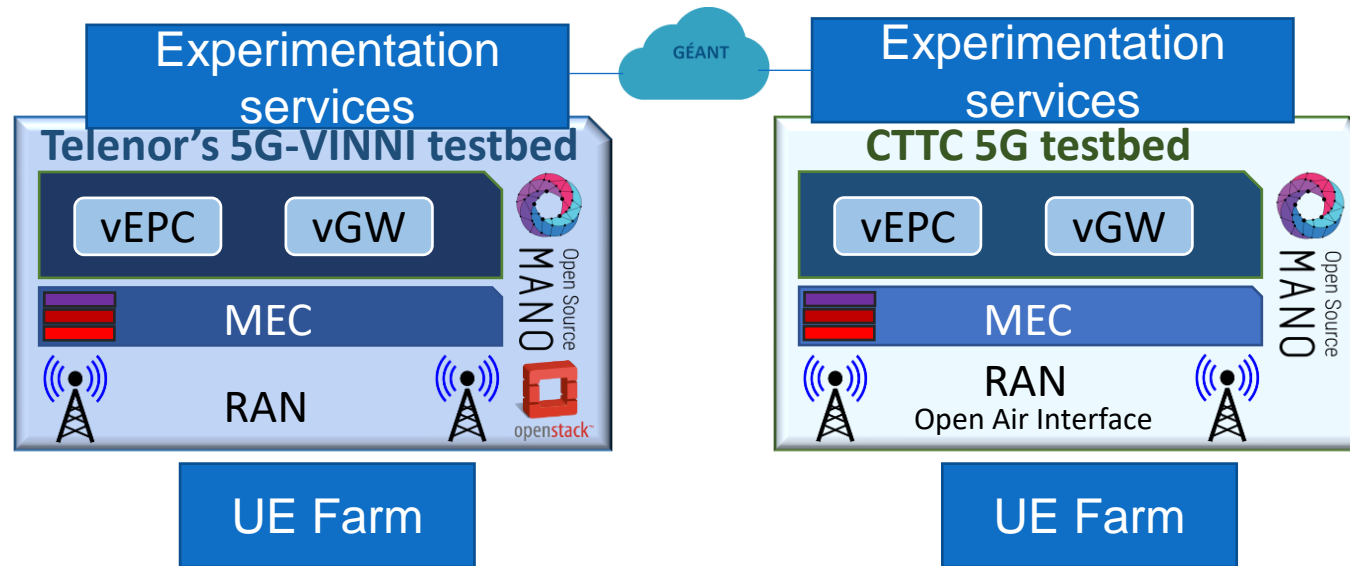 Experimentation
services
GÉANT
Experimentation
services
Telenor's 5G-VINNI testbed
vEPC
vGW
MEC
RAN
Open Source
MANO
openstack™
CTTC 5G testbed
vEPC
vGW
MEC
RAN
Open Air Interface
Open Source
MANO
UE Farm
UE Farm